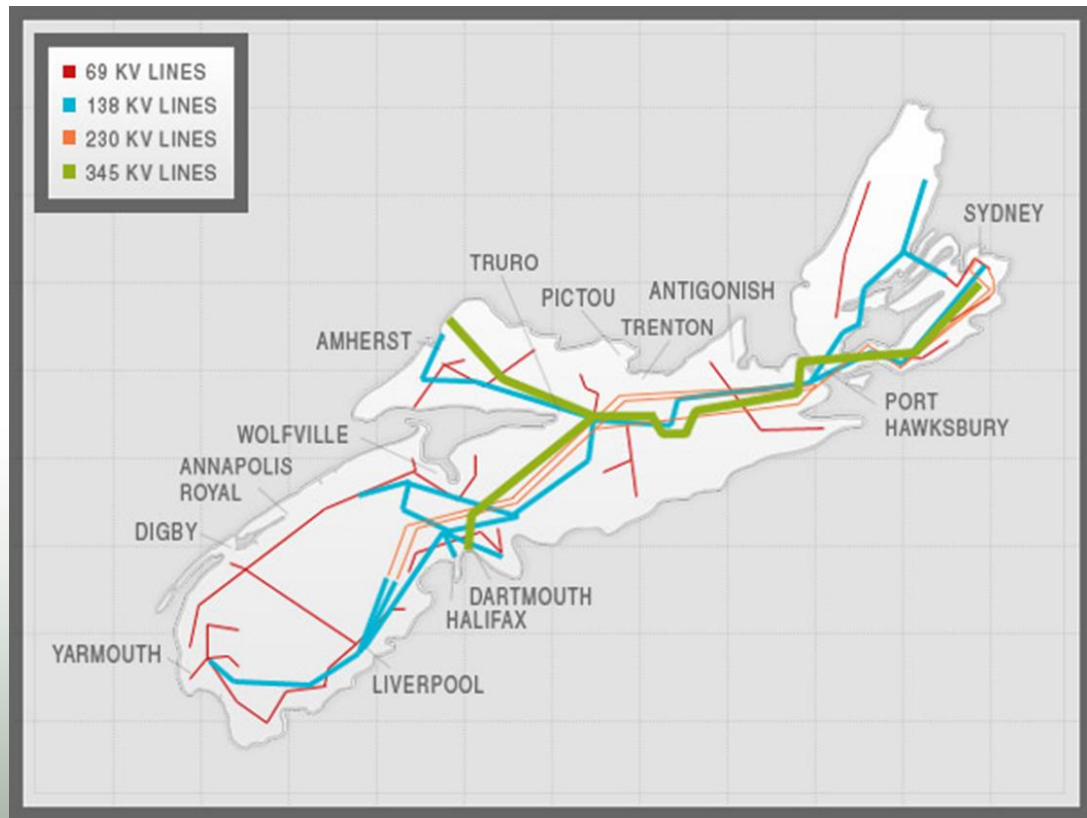 69 KV LINES
138 KV LINES
230 KV LINES
345 KV LINES
SYDNEY
TRURO
PICTOU
ANTIGONISH
TRENTON
AMHERST
PORT
HAWKSBURY
WOLFVILLE
ANNAPOLIS
ROYAL
DIGBY
DARTMOUTH
HALIFAX
YARMOUTH
LIVERPOOL